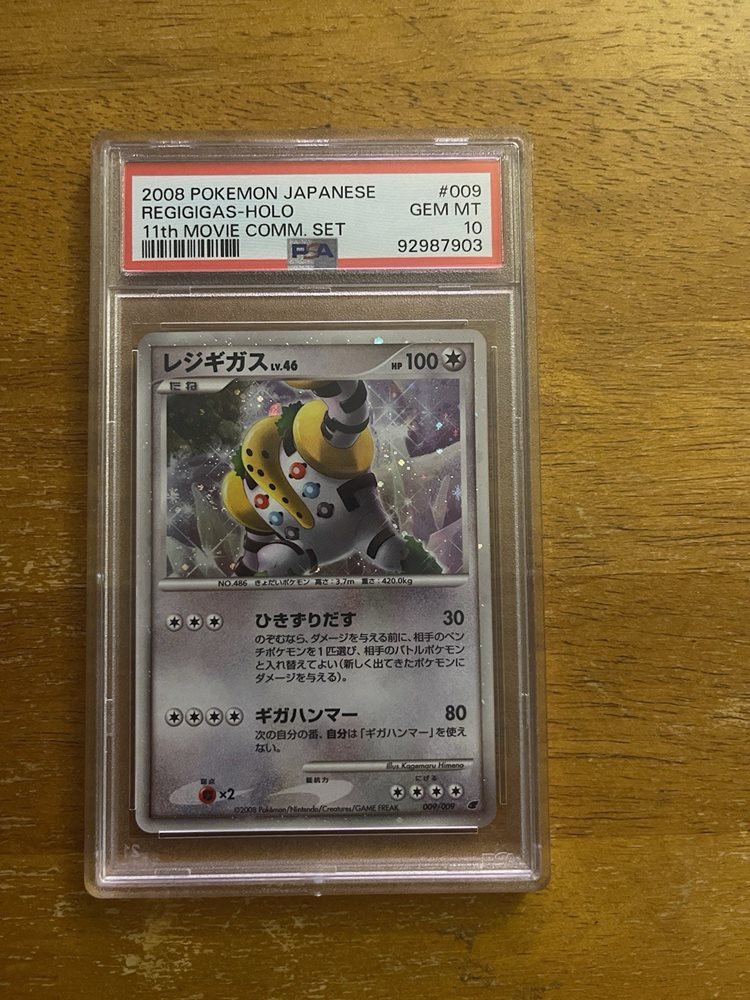 2008 POKEMON JAPANESE #009
REGIGIGAS-HOLO GEM MT
11th MOVIE COMM. SET 10
PSA 92987903
レジギガス LV.46 HP 100
たね
NO.486 きょだいポケモン 高さ:3.7m 重さ:420.0kg
ひきずりだす 30
のぞむなら、ダメージを与える前に、相手のベン
チポケモンを1匹選び、相手のバトルポケモン
と入れ替えてよい(新しく出てきたポケモンに
ダメージを与える)。
ギガハンマー 80
次の自分の番、自分は「ギガハンマー」を使え
ない。
illus. Kagemaru Himeno
弱点 抵抗力 にげる
×2
©2008 Pokémon/Nintendo/Creatures/GAME FREAK 009/009